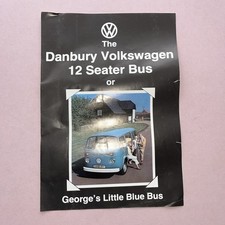 The
Danbury Volkswagen
12 Seater Bus
or
George's Little Blue Bus